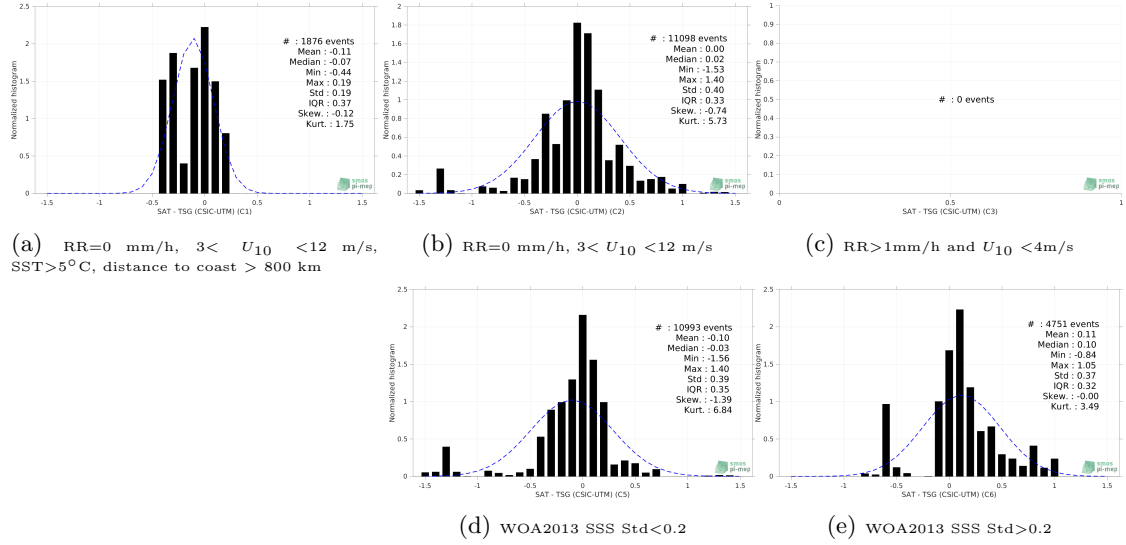 2.5
2
1.5
1
0.5
0
Normalized histogram
# : 1876 events
Mean : -0.11
Median : -0.07
Min : -0.44
Max : 0.19
Std : 0.19
IQR : 0.37
Skew. : -0.12
Kurt. : 1.75
smos
pi-mep
-1.5 -1 -0.5 0 0.5 1 1.5
SAT - TSG (CSIC-UTM) (C1)
(a) RR=0 mm/h, 3< U10 <12 m/s,
SST>5°C, distance to coast > 800 km
2
1.8
1.6
1.4
1.2
1
0.8
0.6
0.4
0.2
0
Normalized histogram
# : 11098 events
Mean : 0.00
Median : 0.02
Min : -1.53
Max : 1.40
Std : 0.40
IQR : 0.33
Skew. : -0.74
Kurt. : 5.73
smos
pi-mep
-1.5 -1 -0.5 0 0.5 1 1.5
SAT - TSG (CSIC-UTM) (C2)
(b) RR=0 mm/h, 3< U10 <12 m/s
1
0.9
0.8
0.7
0.6
0.5
0.4
0.3
0.2
0.1
0
Normalized histogram
# : 0 events
smos
pi-mep
0 0.5 1
SAT - TSG (CSIC-UTM) (C3)
(c) RR>1mm/h and U10 <4m/s
2.5
2
1.5
1
0.5
0
Normalized histogram
# : 10993 events
Mean : -0.10
Median : -0.03
Min : -1.56
Max : 1.40
Std : 0.39
IQR : 0.35
Skew. : -1.39
Kurt. : 6.84
smos
pi-mep
-1.5 -1 -0.5 0 0.5 1 1.5
SAT - TSG (CSIC-UTM) (C5)
(d) WOA2013 SSS Std<0.2
2.5
2
1.5
1
0.5
0
Normalized histogram
# : 4751 events
Mean : 0.11
Median : 0.10
Min : -0.84
Max : 1.05
Std : 0.37
IQR : 0.32
Skew. : -0.00
Kurt. : 3.49
smos
pi-mep
-1.5 -1 -0.5 0 0.5 1 1.5
SAT - TSG (CSIC-UTM) (C6)
(e) WOA2013 SSS Std>0.2